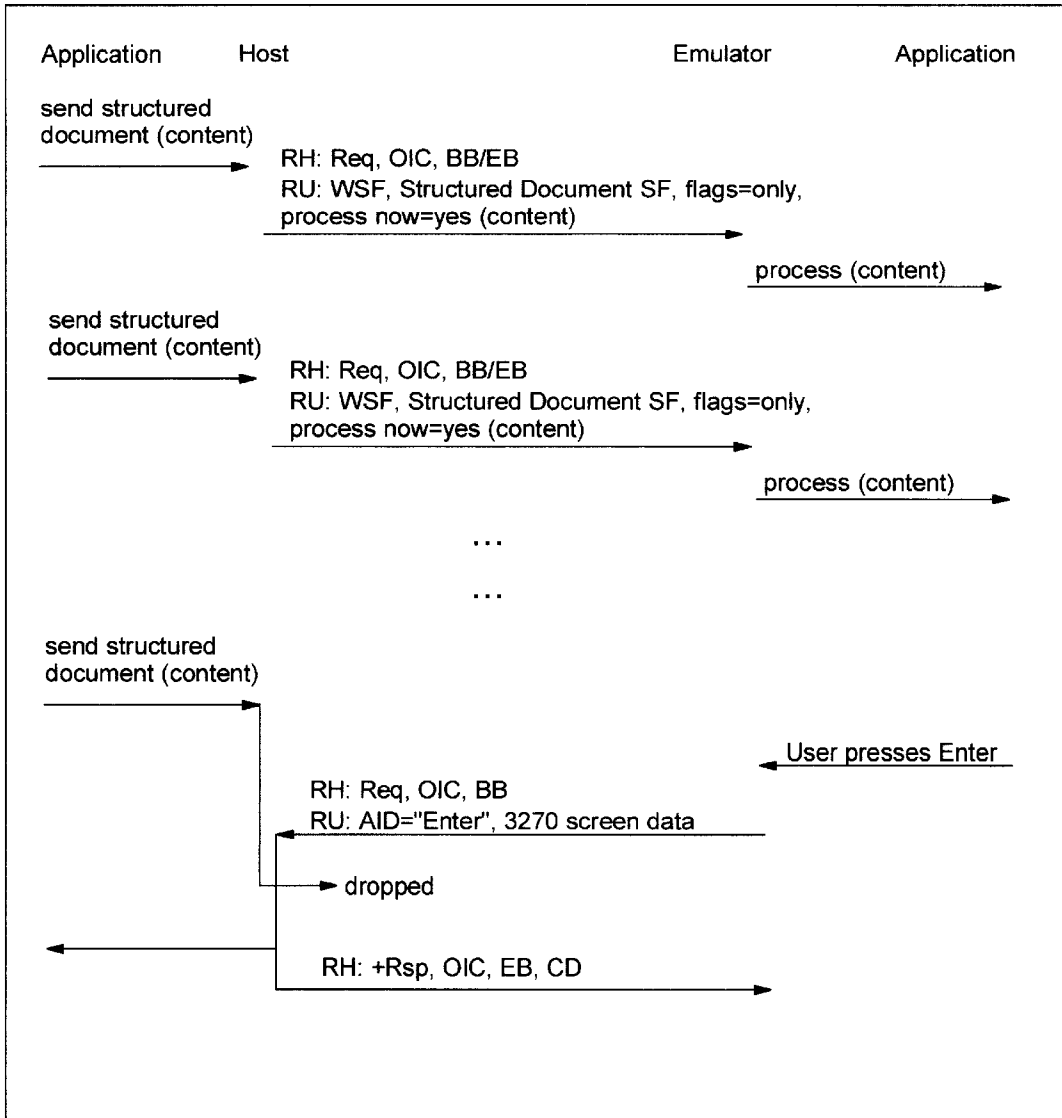 Application Host Emulator Application
send structured
document (content)
RH: Req, OIC, BB/EB
RU: WSF, Structured Document SF, flags=only,
process now=yes (content)
process (content)
send structured
document (content)
RH: Req, OIC, BB/EB
RU: WSF, Structured Document SF, flags=only,
process now=yes (content)
process (content)
...
...
send structured
document (content)
User presses Enter
RH: Req, OIC, BB
RU: AID="Enter", 3270 screen data
dropped
RH: +Rsp, OIC, EB, CD